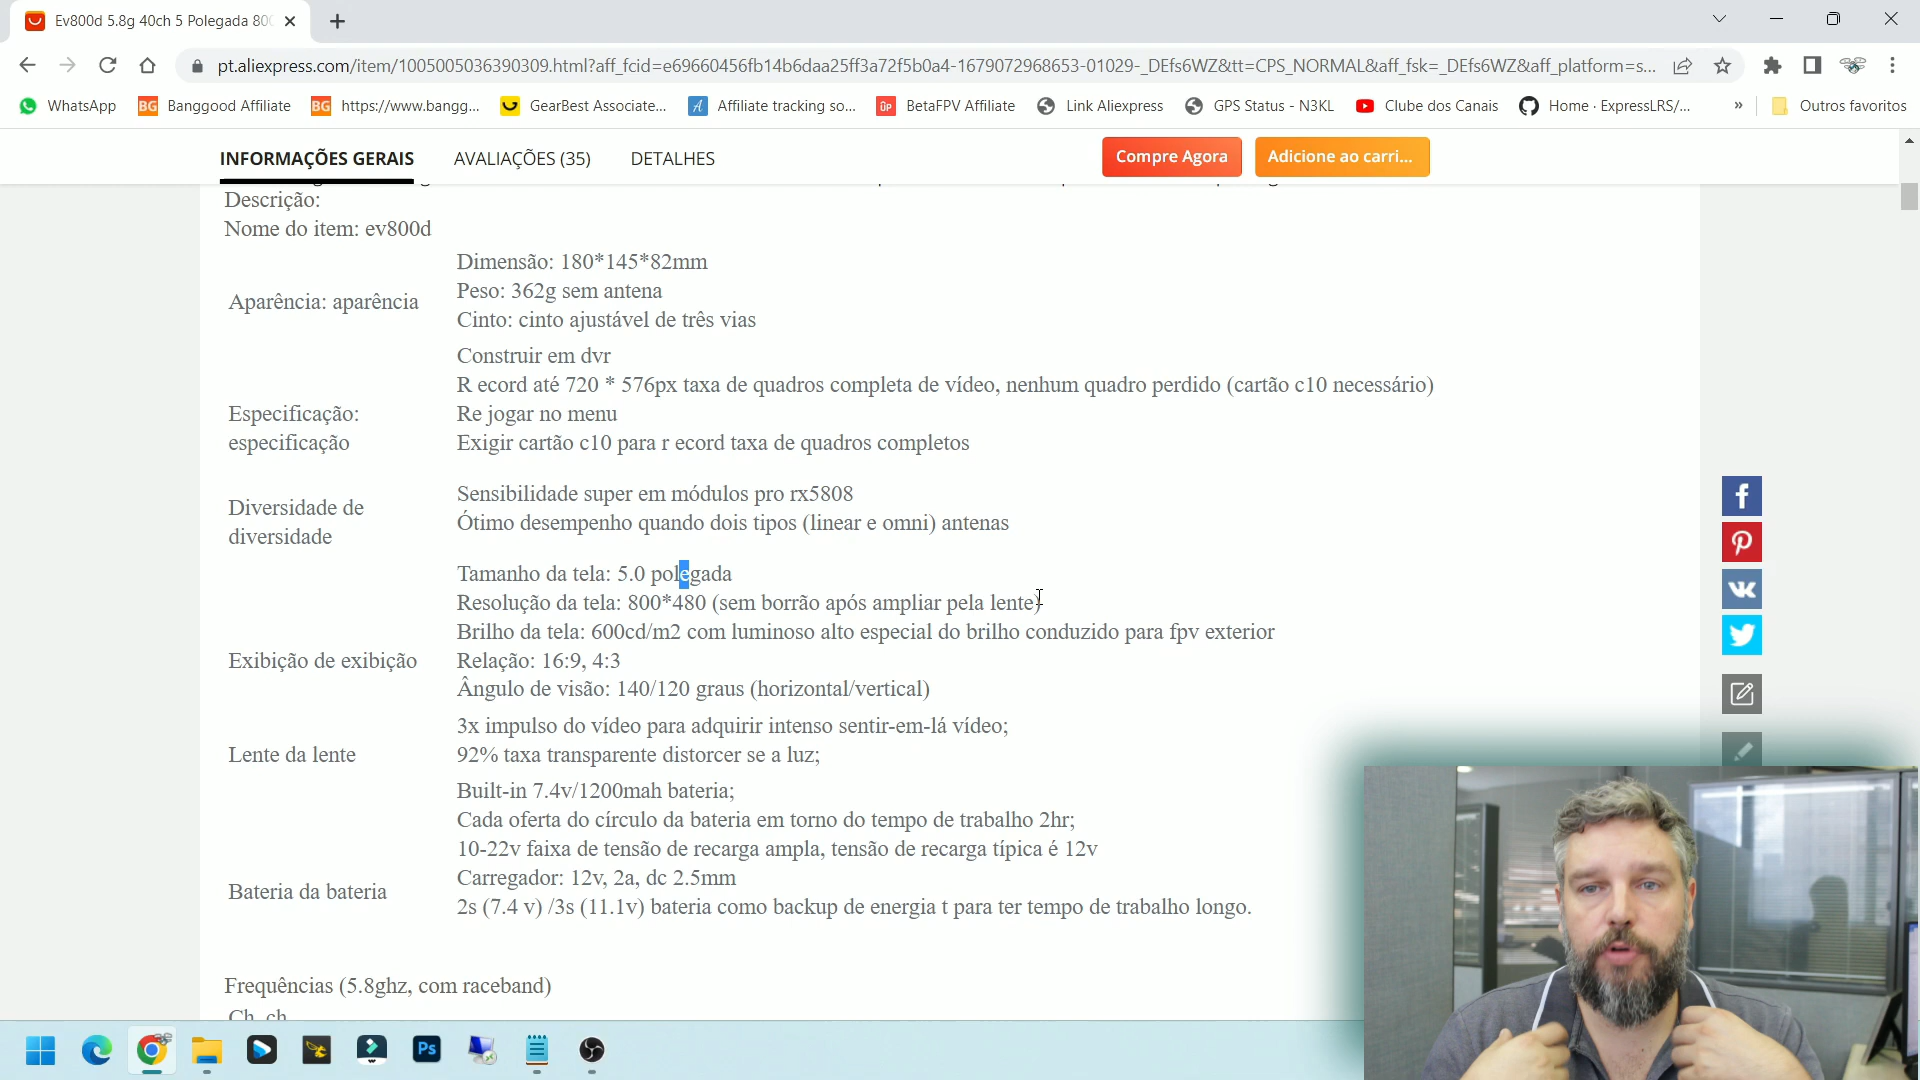 Ev800d 5.8g 40ch 5 Polegada 80
pt.aliexpress.com/item/1005005036390309.html?aff_fcid=e69660456fb14b6daa25ff3a72f5b0a4-1679072968653-01029-_DEfs6WZ&tt=CPS_NORMAL&aff_fsk=_DEfs6WZ&aff_platform=s...
WhatsApp
BG Banggood Affiliate
BG https://www.bangg...
GearBest Associate...
Affiliate tracking so...
BetaFPV Affiliate
Link Aliexpress
GPS Status - N3KL
Clube dos Canais
Home · ExpressLRS/...
»
Outros favoritos
INFORMAÇÕES GERAIS
AVALIAÇÕES (35)
DETALHES
Compre Agora
Adicione ao carri...
Descrição:
Nome do item: ev800d
Aparência: aparência
Dimensão: 180*145*82mm
Peso: 362g sem antena
Cinto: cinto ajustável de três vias
Especificação:
especificação
Construir em dvr
R ecord até 720 * 576px taxa de quadros completa de vídeo, nenhum quadro perdido (cartão c10 necessário)
Re jogar no menu
Exigir cartão c10 para r ecord taxa de quadros completos
Diversidade de
diversidade
Sensibilidade super em módulos pro rx5808
Ótimo desempenho quando dois tipos (linear e omni) antenas
Exibição de exibição
Tamanho da tela: 5.0 polegada
Resolução da tela: 800*480 (sem borrão após ampliar pela lente)
Brilho da tela: 600cd/m2 com luminoso alto especial do brilho conduzido para fpv exterior
Relação: 16:9, 4:3
Ângulo de visão: 140/120 graus (horizontal/vertical)
Lente da lente
3x impulso do vídeo para adquirir intenso sentir-em-lá vídeo;
92% taxa transparente distorcer se a luz;
Bateria da bateria
Built-in 7.4v/1200mah bateria;
Cada oferta do círculo da bateria em torno do tempo de trabalho 2hr;
10-22v faixa de tensão de recarga ampla, tensão de recarga típica é 12v
Carregador: 12v, 2a, dc 2.5mm
2s (7.4 v) /3s (11.1v) bateria como backup de energia t para ter tempo de trabalho longo.
Frequências (5.8ghz, com raceband)
Ch ch
Ps